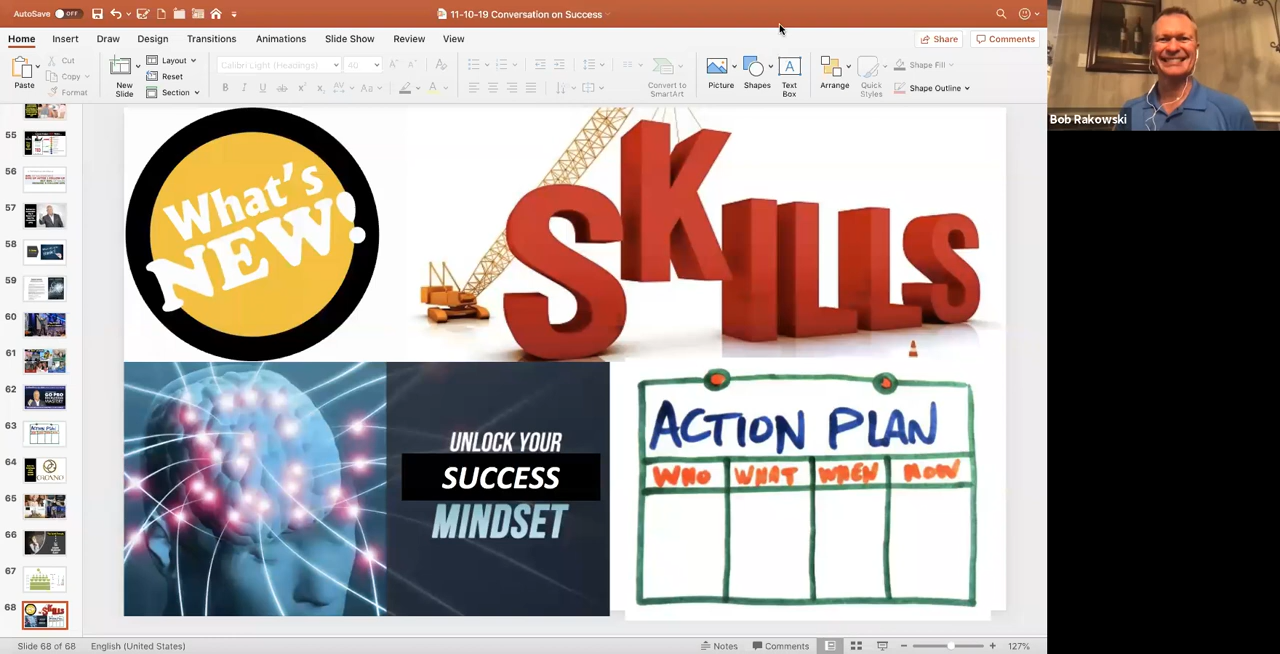 AutoSave OFF
11-10-19 Conversation on Success
Home Insert Draw Design Transitions Animations Slide Show Review View
Share Comments
Paste
Cut
Copy
Format
New Slide
Layout
Reset
Section
Calibri Light (Headings) 40
Convert to SmartArt
Picture
Shapes
Text Box
Arrange
Quick Styles
Shape Fill
Shape Outline
Bob Rakowski
55
56
57
58
59
60
61
62
63
64
65
66
67
68
What's
NEW!
SKILLS
UNLOCK YOUR
SUCCESS
MINDSET
ACTION PLAN
WHO WHAT WHEN HOW
Slide 68 of 68 English (United States)
Notes Comments 127%